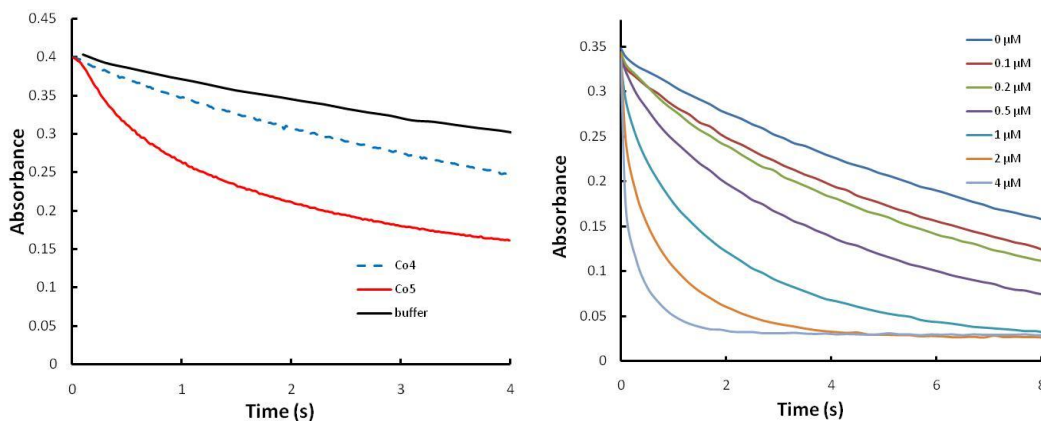 0.45
0.4
0.35
0.3
0.25
0.2
0.15
0.1
0.05
0
Absorbance
0 1 2 3 4
Time (s)
Co4
Co5
buffer
0.35
0.3
0.25
0.2
0.15
0.1
0.05
0
Absorbance
0 2 4 6 8
Time (s)
0 µM
0.1 µM
0.2 µM
0.5 µM
1 µM
2 µM
4 µM